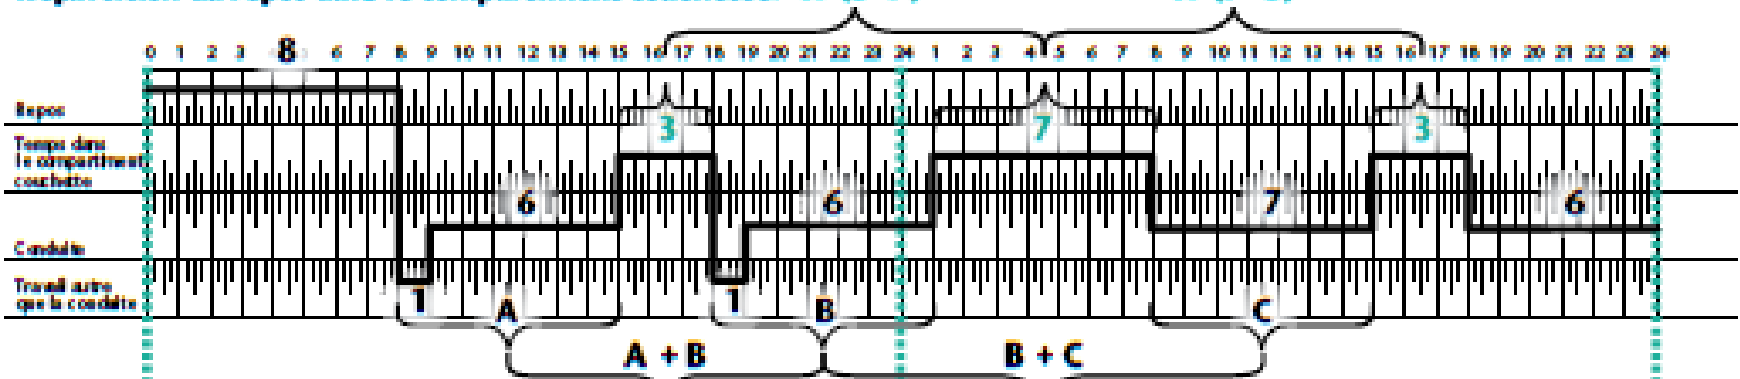 0 1 2 3 8 6 7 8 9 10 11 12 13 14 15 16 17 18 19 20 21 22 23 24 1 2 3 4 5 6 7 8 9 10 11 12 13 14 15 16 17 18 19 20 21 22 23 24
Repos
3 7 3
Temps dans
le compartiment
couchette
6 6 7 6
Conduite
Travail autre
que la conduite
1 A 1 B C
A + B B + C